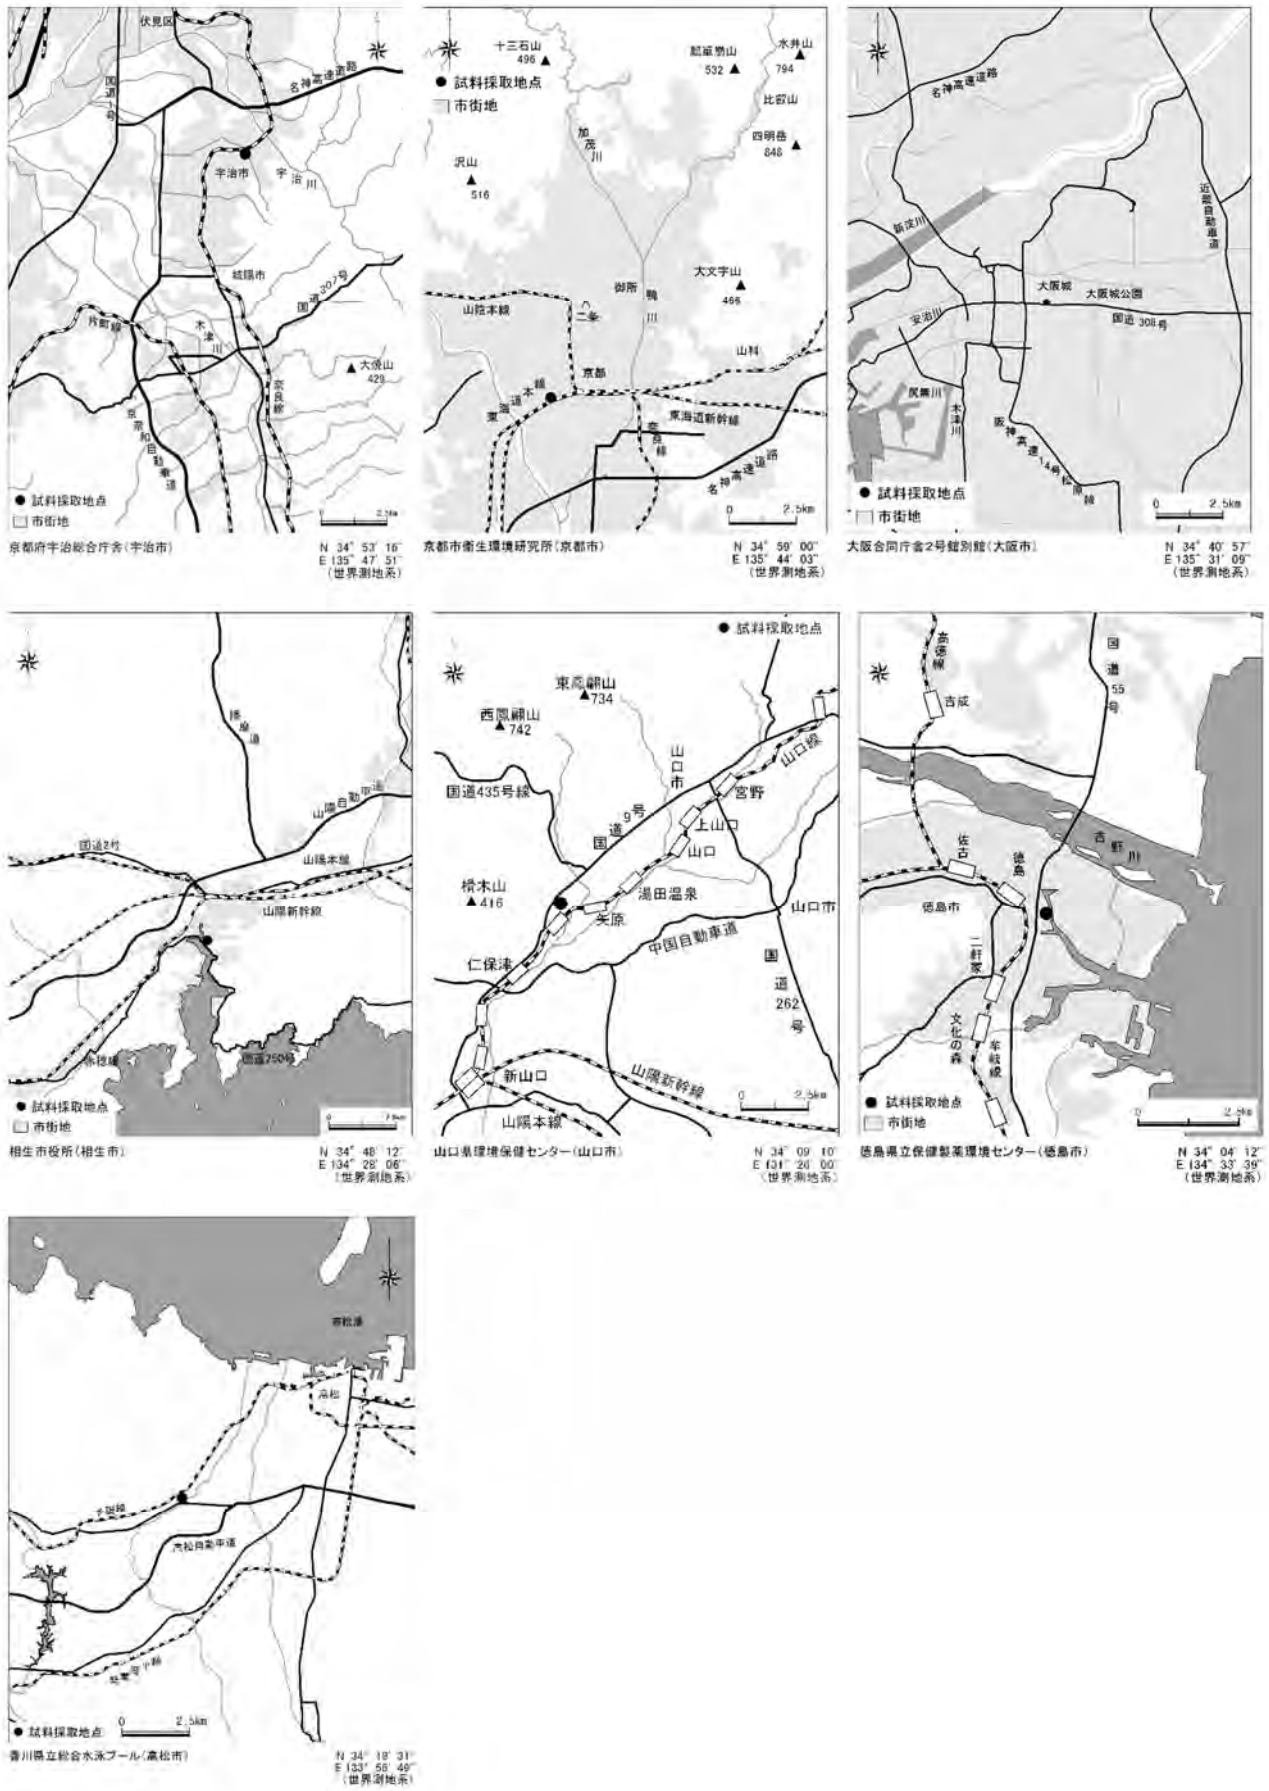 伏見区
国道1号
名神高速道路
宇治市
宇治川
城陽市
国道307号
片町線
木津川
大焼山
429
奈良線
京奈和自動車道
試料採取地点
市街地
2.5km
京都府宇治総合庁舎(宇治市)
N 34° 53′ 16″
E 135° 47′ 51″
(世界測地系)
十三石山
496
532
水井山
794
試料採取地点
市街地
比叡山
加茂川
四明岳
848
沢山
516
大文字山
466
御所
鴨川
山陰本線
二条
山科
京都
東海道本線
東海道新幹線
奈良線
名神高速道路
0 2.5km
京都市衛生環境研究所(京都市)
N 34° 59′ 00″
E 135° 44′ 03″
(世界測地系)
名神高速道路
近畿自動車道
新淀川
大阪城
大阪城公園
安治川
国道308号
尻無川
木津川
阪神高速14号松原線
試料採取地点
市街地
0 2.5km
大阪合同庁舎2号館別館(大阪市)
N 34° 40′ 57″
E 135° 31′ 09″
(世界測地系)
播磨道
山陽自動車道
国道2号
山陽本線
山陽新幹線
赤穂線
国道250号
試料採取地点
市街地
0
相生市役所(相生市)
N 34° 48′ 12″
E 134° 28′ 06″
(世界測地系)
試料採取地点
東鳳翩山
734
西鳳翩山
742
山口市
山口線
国道435号線
宮野
国道9号
上山口
山口
湯田温泉
416
矢原
山口市
中国自動車道
仁保津
国道262号
新山口
山陽新幹線
0 2.5km
山陽本線
山口県環境保健センター(山口市)
N 34° 09′ 10″
E 131° 26′ 00″
(世界測地系)
高徳線
国道55号
吉成
吉野川
佐古
徳島
徳島市
二軒屋
文化の森
牟岐線
試料採取地点
市街地
0 2.5km
徳島県立保健製薬環境センター(徳島市)
N 34° 04′ 12″
E 134° 33′ 39″
(世界測地系)
高松港
高松
予讃線
高松自動車道
試料採取地点
0 2.5km
香川県立総合水泳プール(高松市)
N 34° 18′ 31″
E 133° 58′ 49″
(世界測地系)